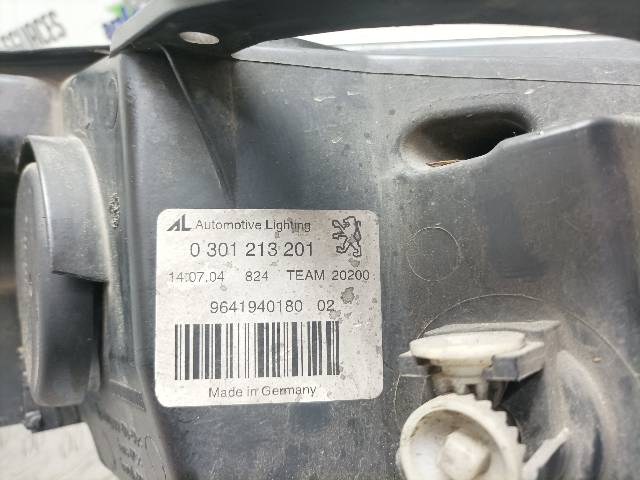 AL Automotive Lighting
0 301 213 201
14.07.04 824 TEAM 20200
9641940180 02
Made in Germany